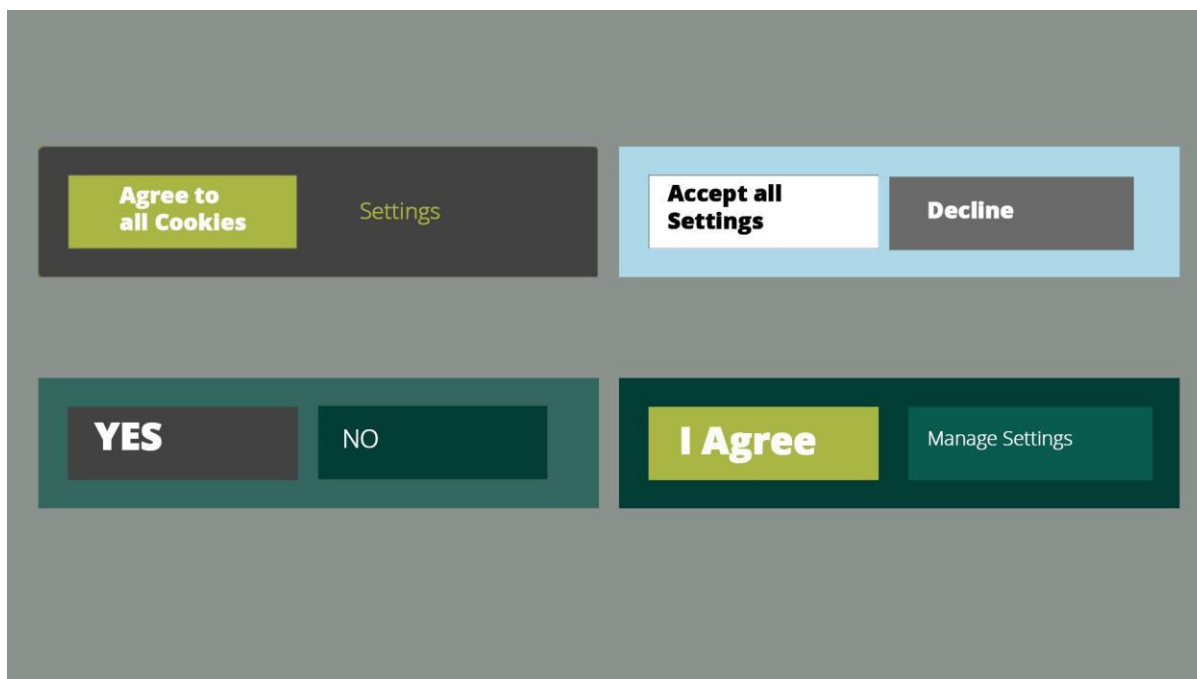 Agree to
all Cookies
Settings
Accept all
Settings
Decline
YES
NO
I Agree
Manage Settings